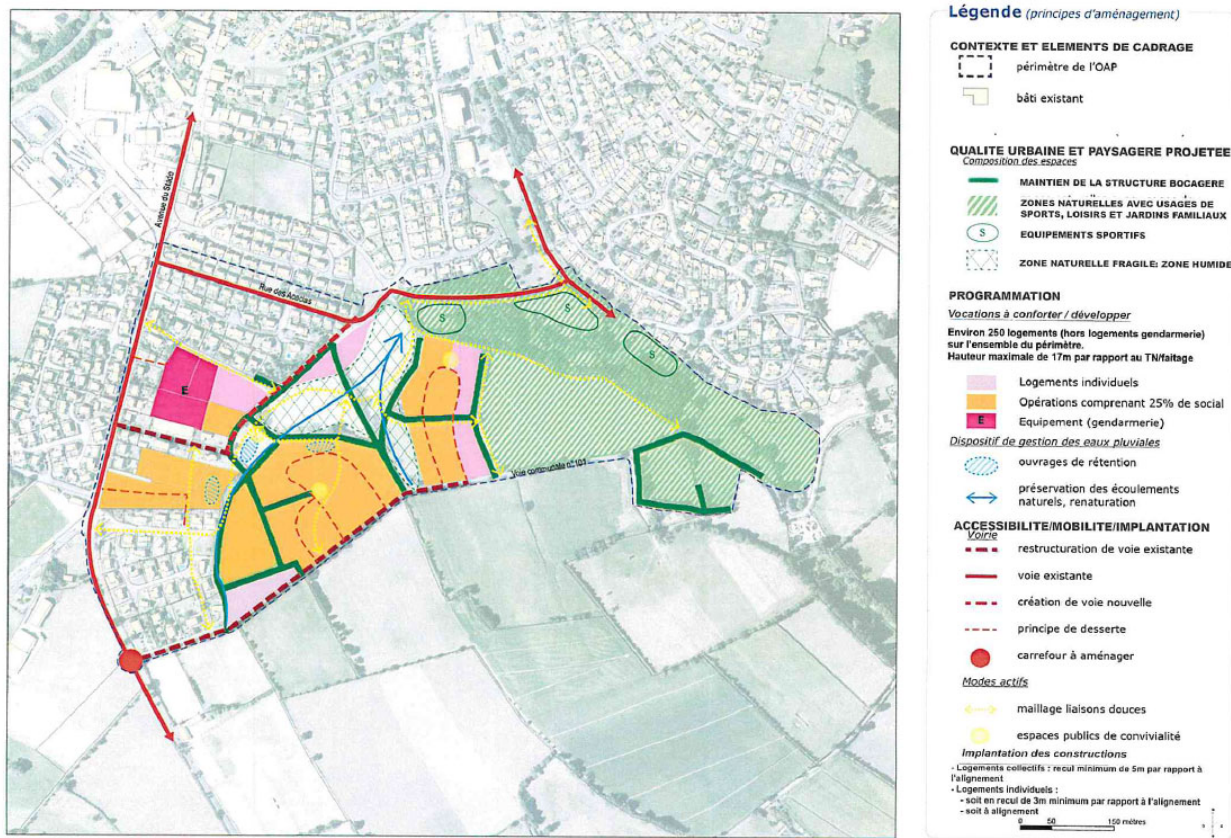 Avenue du Stade
Rue des Acacias
S
S
S
E
Voie communale n°101
Légende (principes d'aménagement)
CONTEXTE ET ELEMENTS DE CADRAGE
périmètre de l'OAP
bâti existant
QUALITE URBAINE ET PAYSAGERE PROJETEE
Composition des espaces
MAINTIEN DE LA STRUCTURE BOCAGERE
ZONES NATURELLES AVEC USAGES DE
SPORTS, LOISIRS ET JARDINS FAMILIAUX
S
EQUIPEMENTS SPORTIFS
ZONE NATURELLE FRAGILE: ZONE HUMIDE
PROGRAMMATION
Vocations à conforter / développer
Environ 250 logements (hors logements gendarmerie)
sur l'ensemble du périmètre.
Hauteur maximale de 17m par rapport au TN/faitage
Logements individuels
Opérations comprenant 25% de social
E
Equipement (gendarmerie)
Dispositif de gestion des eaux pluviales
ouvrages de rétention
préservation des écoulements
naturels, renaturation
ACCESSIBILITE/MOBILITE/IMPLANTATION
Voirie
restructuration de voie existante
voie existante
création de voie nouvelle
principe de desserte
carrefour à aménager
Modes actifs
maillage liaisons douces
espaces publics de convivialité
Implantation des constructions
- Logements collectifs : recul minimum de 5m par rapport à
l'alignement
- Logements individuels :
- soit en recul de 3m minimum par rapport à l'alignement
- soit à alignement
0 50 150 mètres